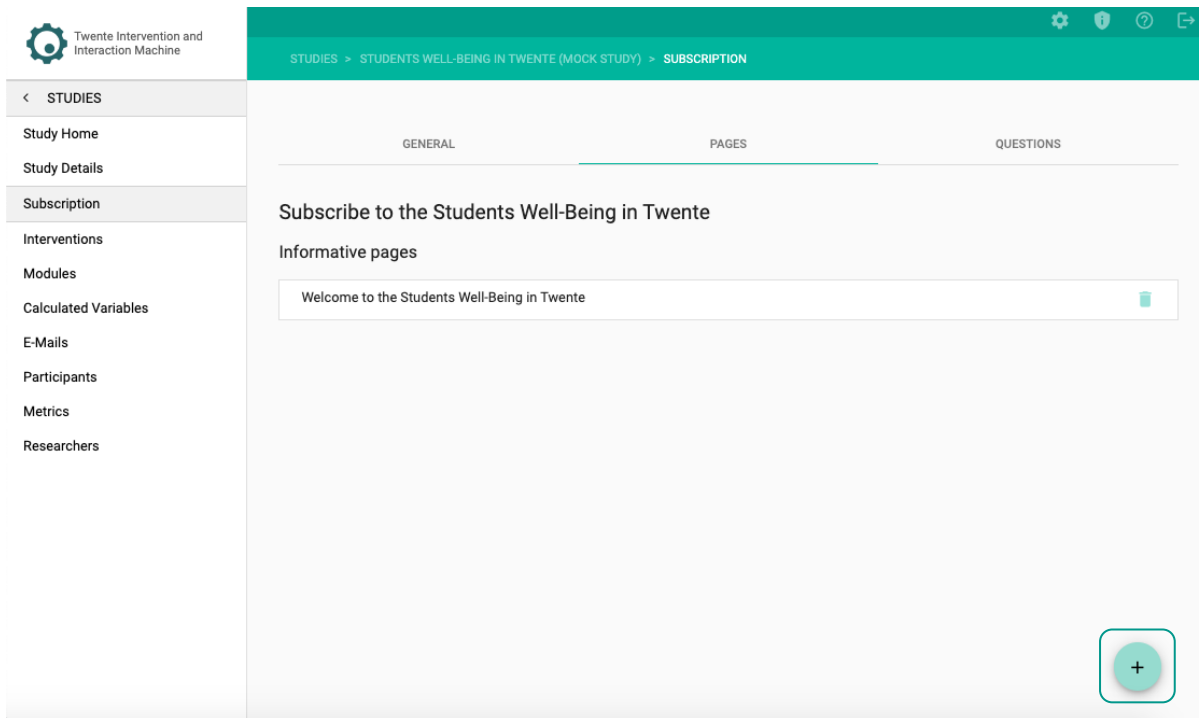 Twente Intervention and
Interaction Machine
STUDIES > STUDENTS WELL-BEING IN TWENTE (MOCK STUDY) > SUBSCRIPTION
< STUDIES
Study Home
Study Details
Subscription
Interventions
Modules
Calculated Variables
E-Mails
Participants
Metrics
Researchers
GENERAL
PAGES
QUESTIONS
Subscribe to the Students Well-Being in Twente
Informative pages
Welcome to the Students Well-Being in Twente
+